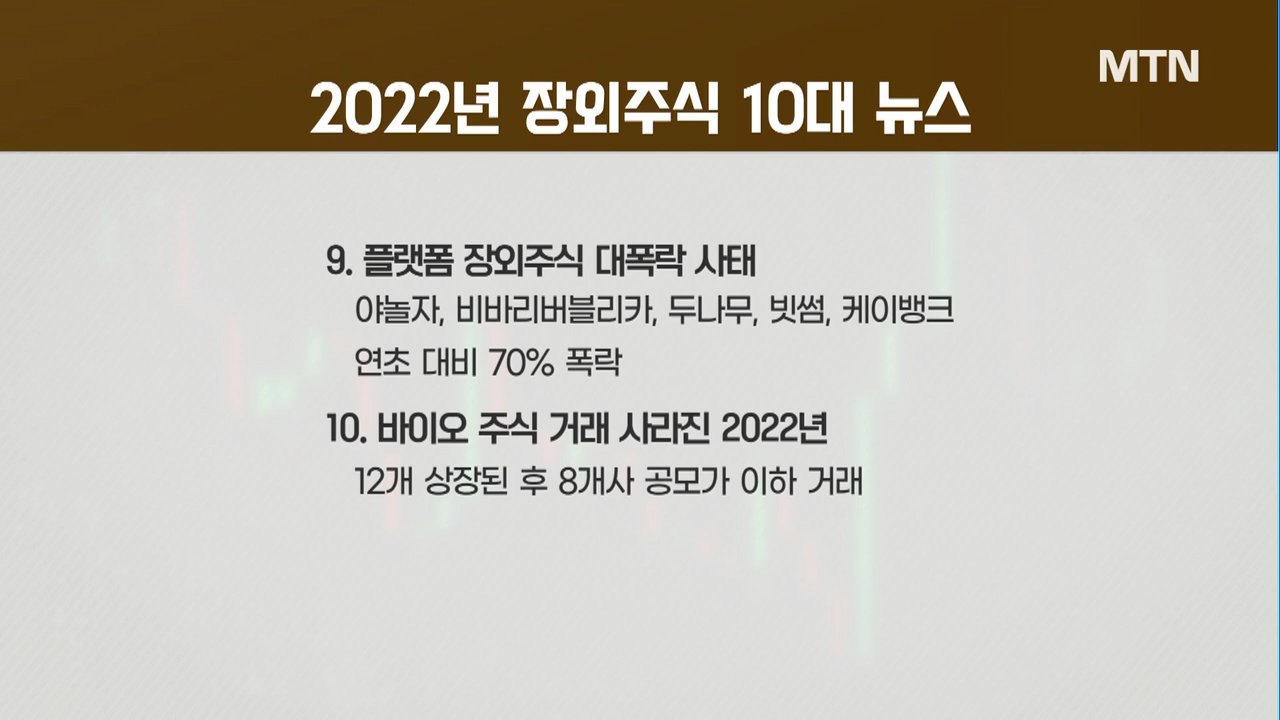 MTN
2022년 장외주식 10대 뉴스
9. 플랫폼 장외주식 대폭락 사태
야놀자, 비바리버블리카, 두나무, 빗썸, 케이뱅크
연초 대비 70% 폭락
10. 바이오 주식 거래 사라진 2022년
12개 상장된 후 8개사 공모가 이하 거래